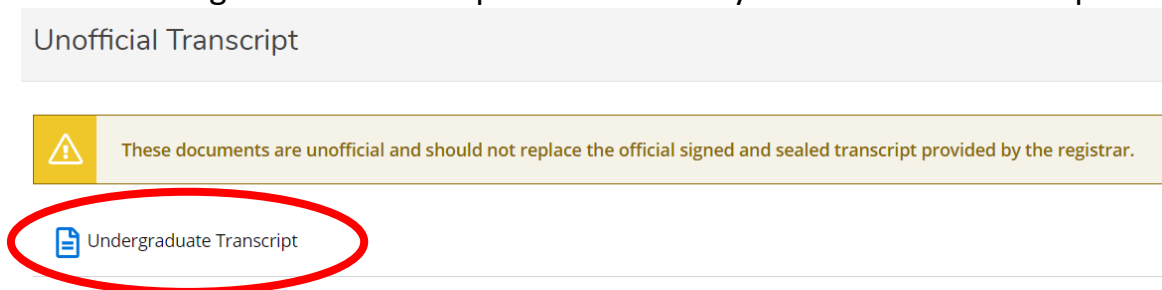 Unofficial Transcript
These documents are unofficial and should not replace the official signed and sealed transcript provided by the registrar.
Undergraduate Transcript